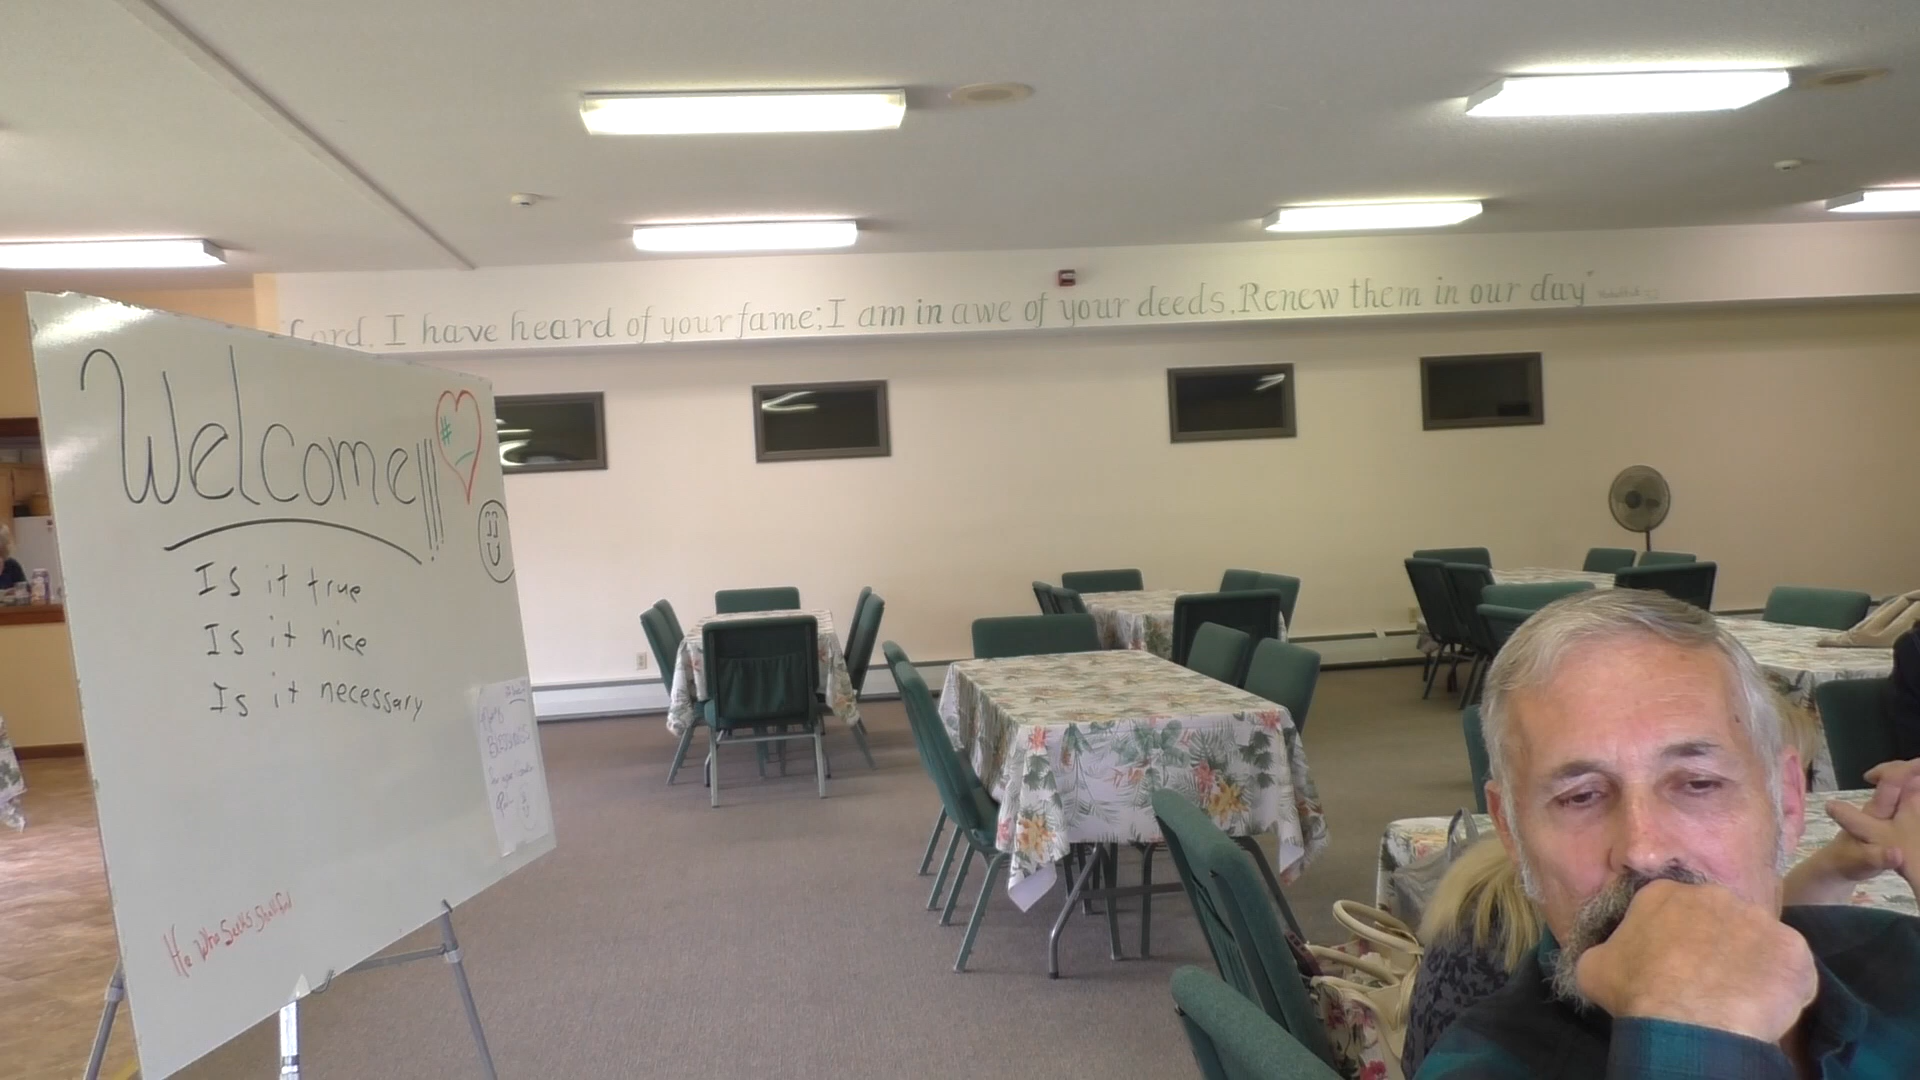 Lord, I have heard of your fame; I am in awe of your deeds, Renew them in our day"
Welcome!!!
#
Is it true
Is it nice
Is it necessary
Blessings
He Who Seeks Shall find